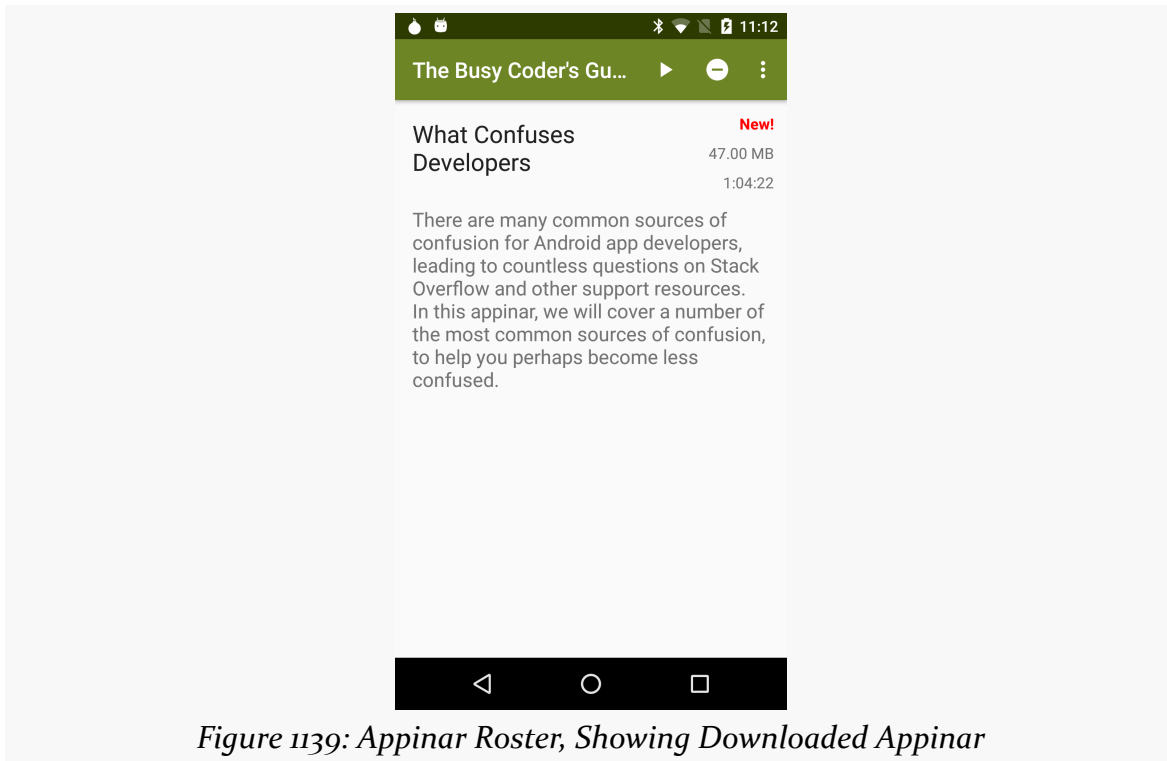 11:12
The Busy Coder's Gu...
What Confuses
Developers
New!
47.00 MB
1:04:22
There are many common sources of
confusion for Android app developers,
leading to countless questions on Stack
Overflow and other support resources.
In this appinar, we will cover a number of
the most common sources of confusion,
to help you perhaps become less
confused.
Figure 1139: Appinar Roster, Showing Downloaded Appinar